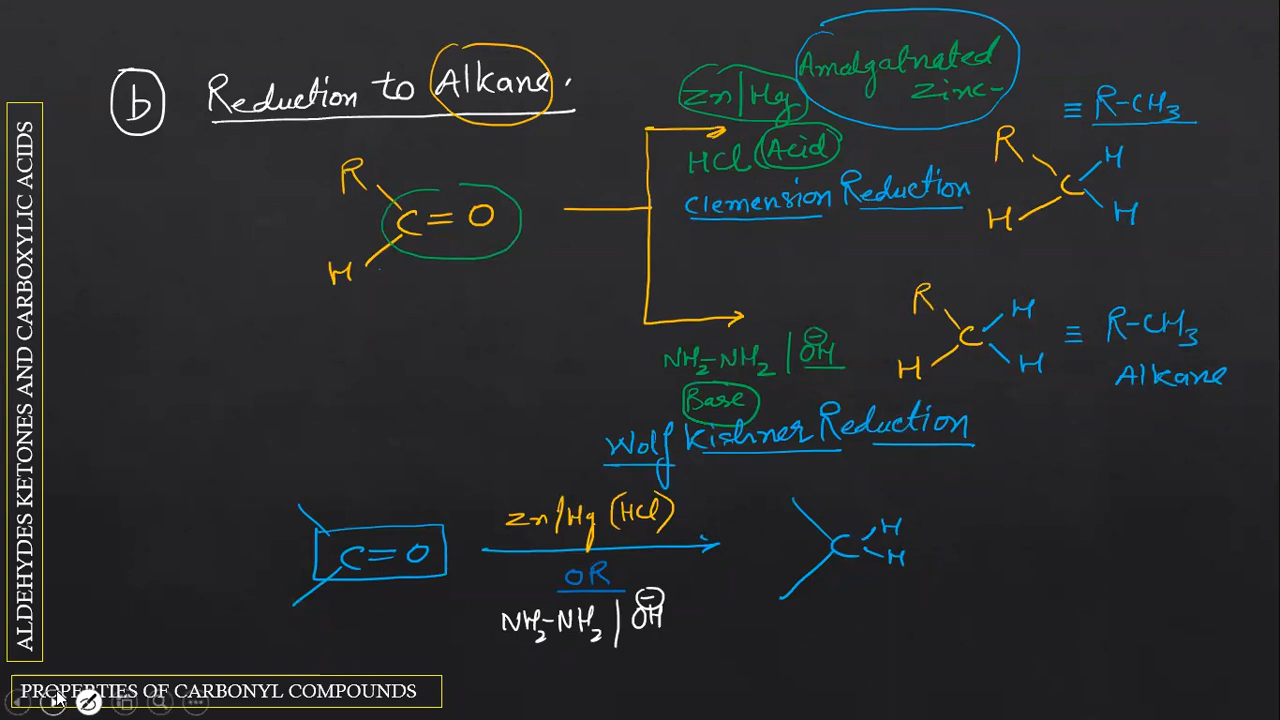 ALDEHYDES KETONES AND CARBOXYLIC ACIDS
b Reduction to Alkane.
R
C = O
H
Zn|Hg Amalgatnated
Zinc-
HCl (Acid)
Clemension Reduction
≡ R-CH3
R
H
C
H
H
NH2-NH2 | OH⊖
Base
Wolf Kishner Reduction
R
H
C
H
H
≡ R-CH3
Alkane
C=O
Zn/Hg (HCl)
OR
NH2-NH2 | OH⊖
C
H
H
PROPERTIES OF CARBONYL COMPOUNDS